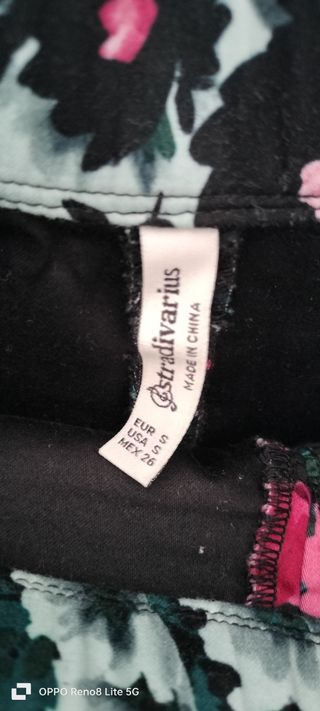 Stradivarius
MADE IN CHINA
EUR S
USA S
MEX 26
OPPO Reno8 Lite 5G